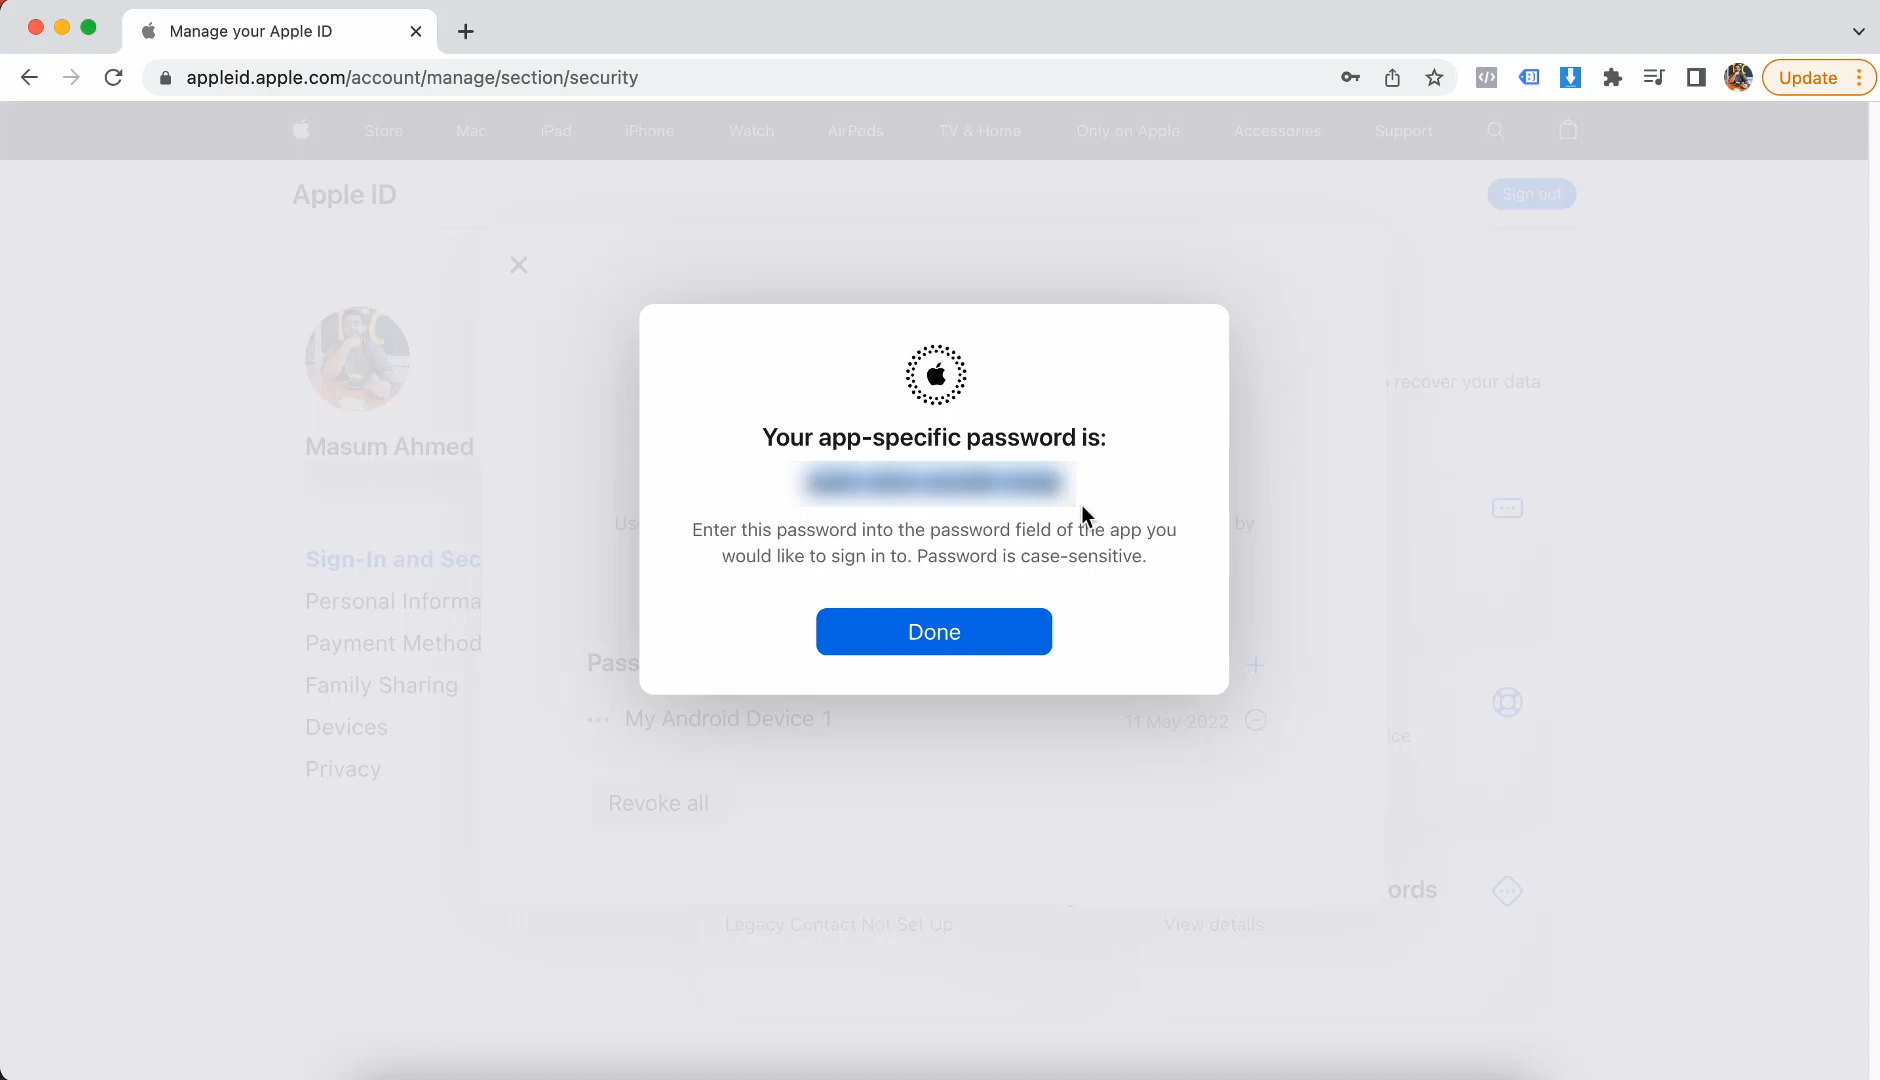 Manage your Apple ID
appleid.apple.com/account/manage/section/security
Update
Store Mac iPad iPhone Watch AirPods TV & Home Only on Apple Accessories Support
Apple ID
Sign out
recover your data
Masum Ahmed
Your app-specific password is:
Enter this password into the password field of the app you
would like to sign in to. Password is case-sensitive.
by
Done
Sign-In and Sec
Personal Informa
Payment Method
Family Sharing
Devices
Privacy
Pass
My Android Device 1 11 May 2022
ice
Revoke all
ords
Legacy Contact Not Set Up View details